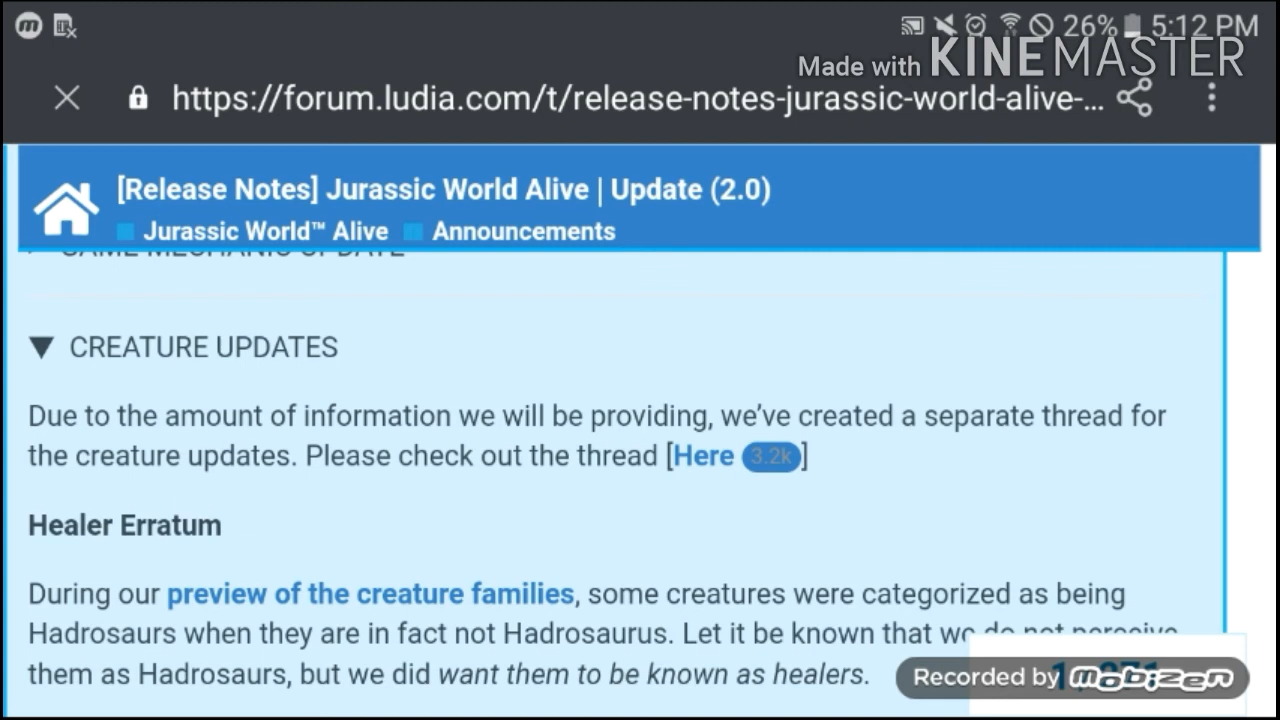 26% 5:12 PM
Made with KINEMASTER
https://forum.ludia.com/t/release-notes-jurassic-world-alive-...
[Release Notes] Jurassic World Alive | Update (2.0)
Jurassic World™ Alive Announcements
GAME MECHANIC UPDATE
▼ CREATURE UPDATES
Due to the amount of information we will be providing, we’ve created a separate thread for
the creature updates. Please check out the thread [Here 3.2k]
Healer Erratum
During our preview of the creature families, some creatures were categorized as being
Hadrosaurs when they are in fact not Hadrosaurus. Let it be known that we do not perceive
them as Hadrosaurs, but we did want them to be known as healers.
Recorded by mobizen